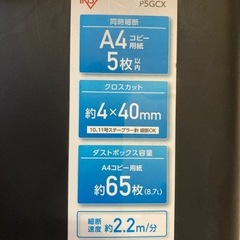 P5GCX
同時細断
A4コピー用紙
5枚以内
クロスカット
約4×40mm
10、11号ステープラー針 細断OK
ダストボックス容量
A4コピー用紙
約65枚(8.7L)
細断速度 約2.2m/分